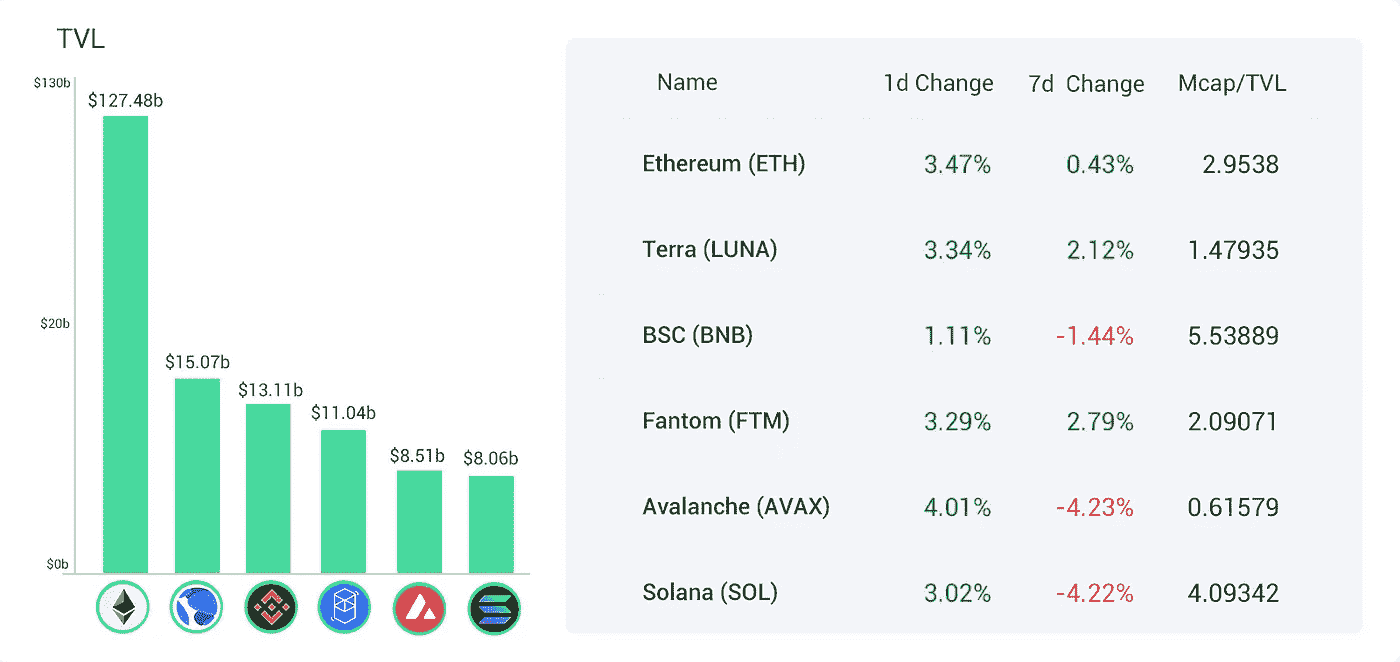 TVL
$130b
$127.48b
$20b
$15.07b
$13.11b
$11.04b
$8.51b
$8.06b
$0b
Name 1d Change 7d Change Mcap/TVL
Ethereum (ETH) 3.47% 0.43% 2.9538
Terra (LUNA) 3.34% 2.12% 1.47935
BSC (BNB) 1.11% -1.44% 5.53889
Fantom (FTM) 3.29% 2.79% 2.09071
Avalanche (AVAX) 4.01% -4.23% 0.61579
Solana (SOL) 3.02% -4.22% 4.09342